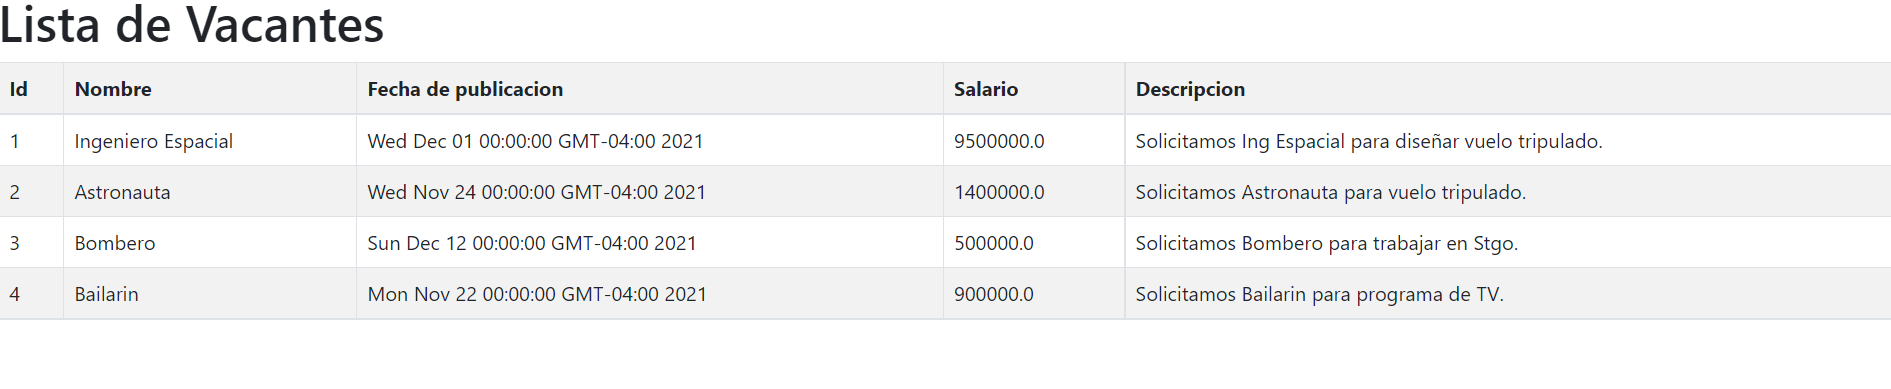 Lista de Vacantes
Id Nombre Fecha de publicacion Salario Descripcion
1 Ingeniero Espacial Wed Dec 01 00:00:00 GMT-04:00 2021 9500000.0 Solicitamos Ing Espacial para diseñar vuelo tripulado.
2 Astronauta Wed Nov 24 00:00:00 GMT-04:00 2021 1400000.0 Solicitamos Astronauta para vuelo tripulado.
3 Bombero Sun Dec 12 00:00:00 GMT-04:00 2021 500000.0 Solicitamos Bombero para trabajar en Stgo.
4 Bailarin Mon Nov 22 00:00:00 GMT-04:00 2021 900000.0 Solicitamos Bailarin para programa de TV.